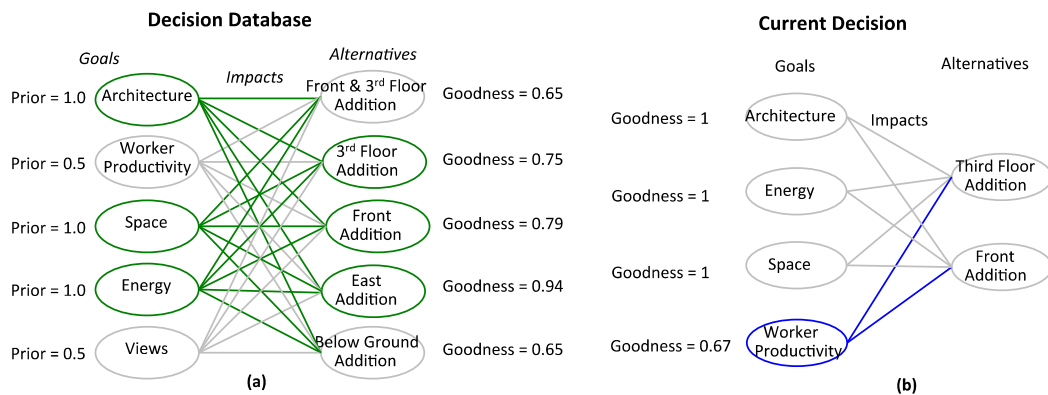 Decision Database
Goals
Impacts
Alternatives
Prior = 1.0
Architecture
Front & 3rd Floor
Addition
Goodness = 0.65
Prior = 0.5
Worker
Productivity
3rd Floor
Addition
Goodness = 0.75
Prior = 1.0
Space
Front
Addition
Goodness = 0.79
Prior = 1.0
Energy
East
Addition
Goodness = 0.94
Prior = 0.5
Views
Below Ground
Addition
Goodness = 0.65
(a)
Current Decision
Goals
Alternatives
Impacts
Goodness = 1
Architecture
Third Floor
Addition
Goodness = 1
Energy
Goodness = 1
Space
Front
Addition
Goodness = 0.67
Worker
Productivity
(b)